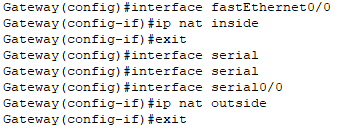 Gateway(config)#interface fastEthernet0/0
Gateway(config-if)#ip nat inside
Gateway(config-if)#exit
Gateway(config)#interface serial
Gateway(config)#interface serial
Gateway(config)#interface serial0/0
Gateway(config-if)#ip nat outside
Gateway(config-if)#exit